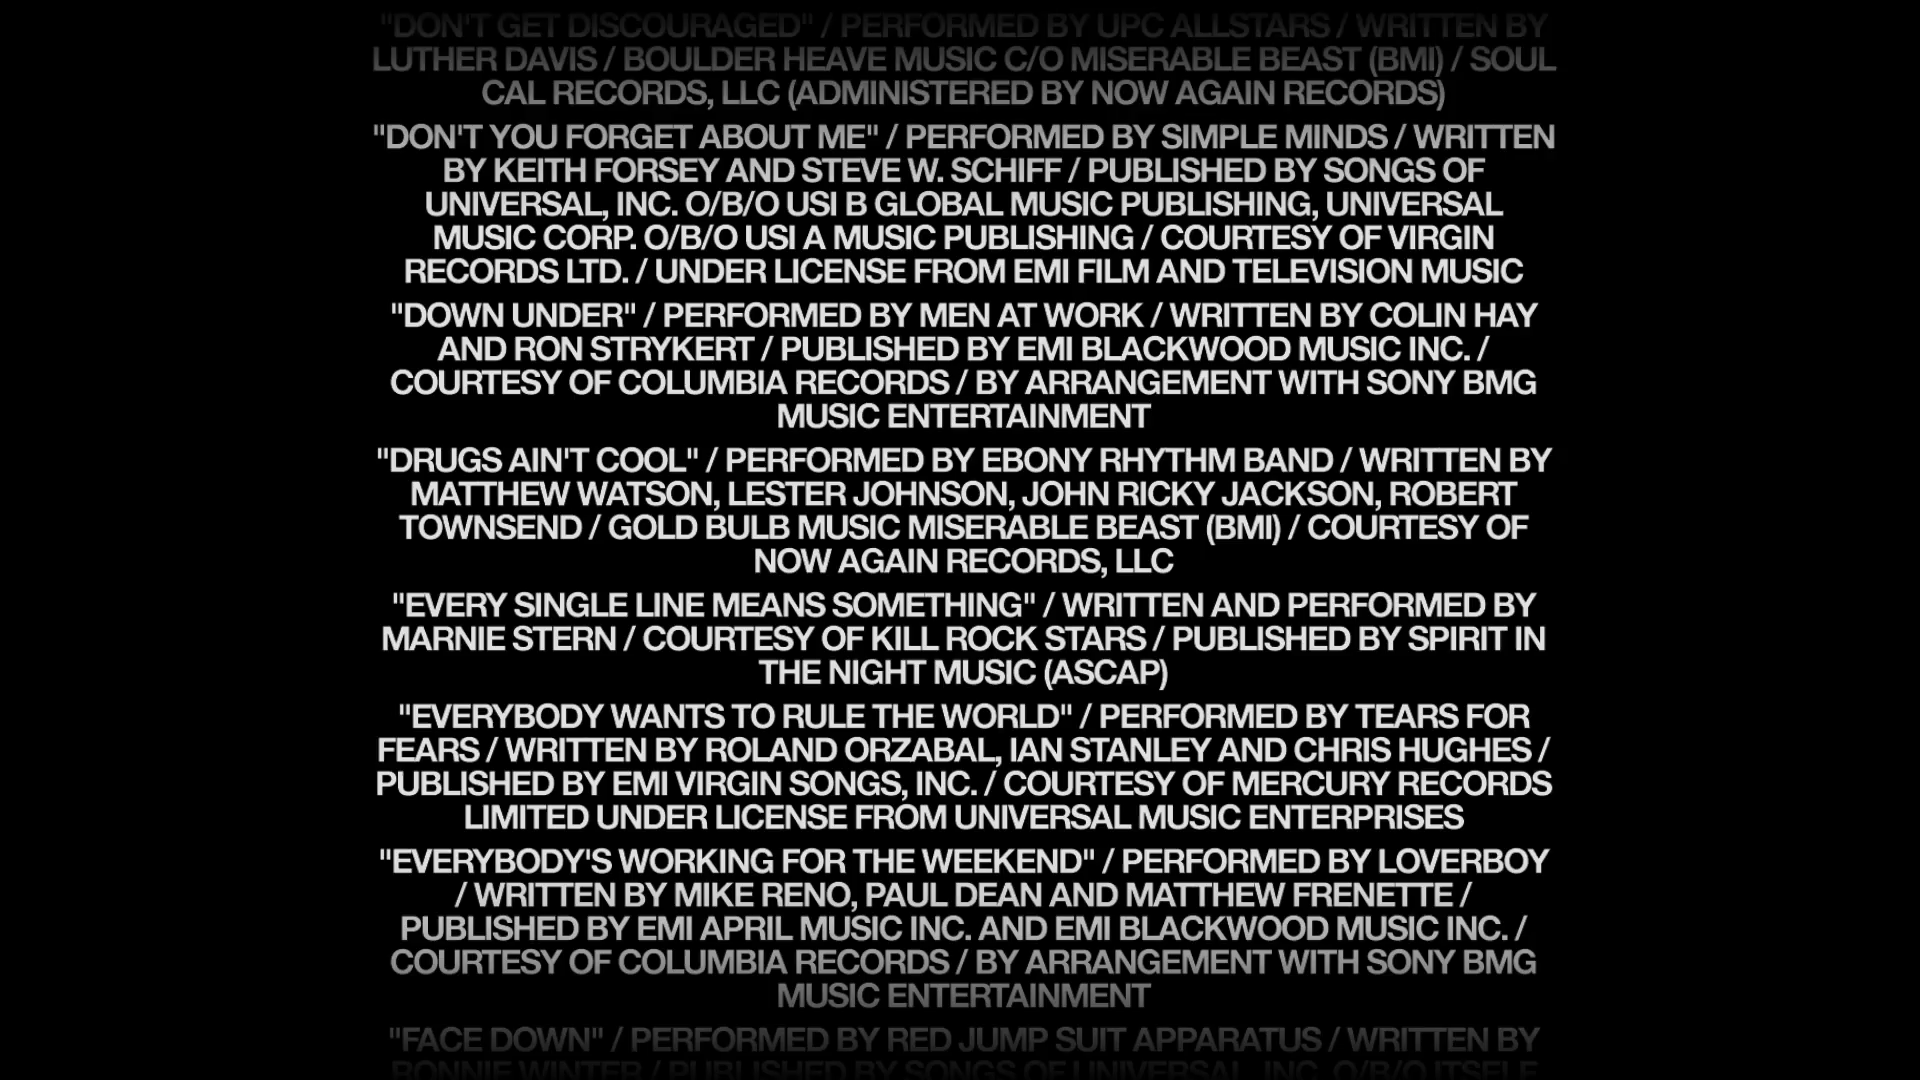 "DON'T GET DISCOURAGED" / PERFORMED BY UPC ALLSTARS / WRITTEN BY
LUTHER DAVIS / BOULDER HEAVE MUSIC C/O MISERABLE BEAST (BMI) / SOUL
CAL RECORDS, LLC (ADMINISTERED BY NOW AGAIN RECORDS)
"DON'T YOU FORGET ABOUT ME" / PERFORMED BY SIMPLE MINDS / WRITTEN
BY KEITH FORSEY AND STEVE W. SCHIFF / PUBLISHED BY SONGS OF
UNIVERSAL, INC. O/B/O USI B GLOBAL MUSIC PUBLISHING, UNIVERSAL
MUSIC CORP. O/B/O USI A MUSIC PUBLISHING / COURTESY OF VIRGIN
RECORDS LTD. / UNDER LICENSE FROM EMI FILM AND TELEVISION MUSIC
"DOWN UNDER" / PERFORMED BY MEN AT WORK / WRITTEN BY COLIN HAY
AND RON STRYKERT / PUBLISHED BY EMI BLACKWOOD MUSIC INC. /
COURTESY OF COLUMBIA RECORDS / BY ARRANGEMENT WITH SONY BMG
MUSIC ENTERTAINMENT
"DRUGS AIN'T COOL" / PERFORMED BY EBONY RHYTHM BAND / WRITTEN BY
MATTHEW WATSON, LESTER JOHNSON, JOHN RICKY JACKSON, ROBERT
TOWNSEND / GOLD BULB MUSIC MISERABLE BEAST (BMI) / COURTESY OF
NOW AGAIN RECORDS, LLC
"EVERY SINGLE LINE MEANS SOMETHING" / WRITTEN AND PERFORMED BY
MARNIE STERN / COURTESY OF KILL ROCK STARS / PUBLISHED BY SPIRIT IN
THE NIGHT MUSIC (ASCAP)
"EVERYBODY WANTS TO RULE THE WORLD" / PERFORMED BY TEARS FOR
FEARS / WRITTEN BY ROLAND ORZABAL, IAN STANLEY AND CHRIS HUGHES /
PUBLISHED BY EMI VIRGIN SONGS, INC. / COURTESY OF MERCURY RECORDS
LIMITED UNDER LICENSE FROM UNIVERSAL MUSIC ENTERPRISES
"EVERYBODY'S WORKING FOR THE WEEKEND" / PERFORMED BY LOVERBOY
/ WRITTEN BY MIKE RENO, PAUL DEAN AND MATTHEW FRENETTE /
PUBLISHED BY EMI APRIL MUSIC INC. AND EMI BLACKWOOD MUSIC INC. /
COURTESY OF COLUMBIA RECORDS / BY ARRANGEMENT WITH SONY BMG
MUSIC ENTERTAINMENT
"FACE DOWN" / PERFORMED BY RED JUMP SUIT APPARATUS / WRITTEN BY
RONNIE WINTER / PUBLISHED BY SONGS OF UNIVERSAL, INC. O/B/O ITSELF